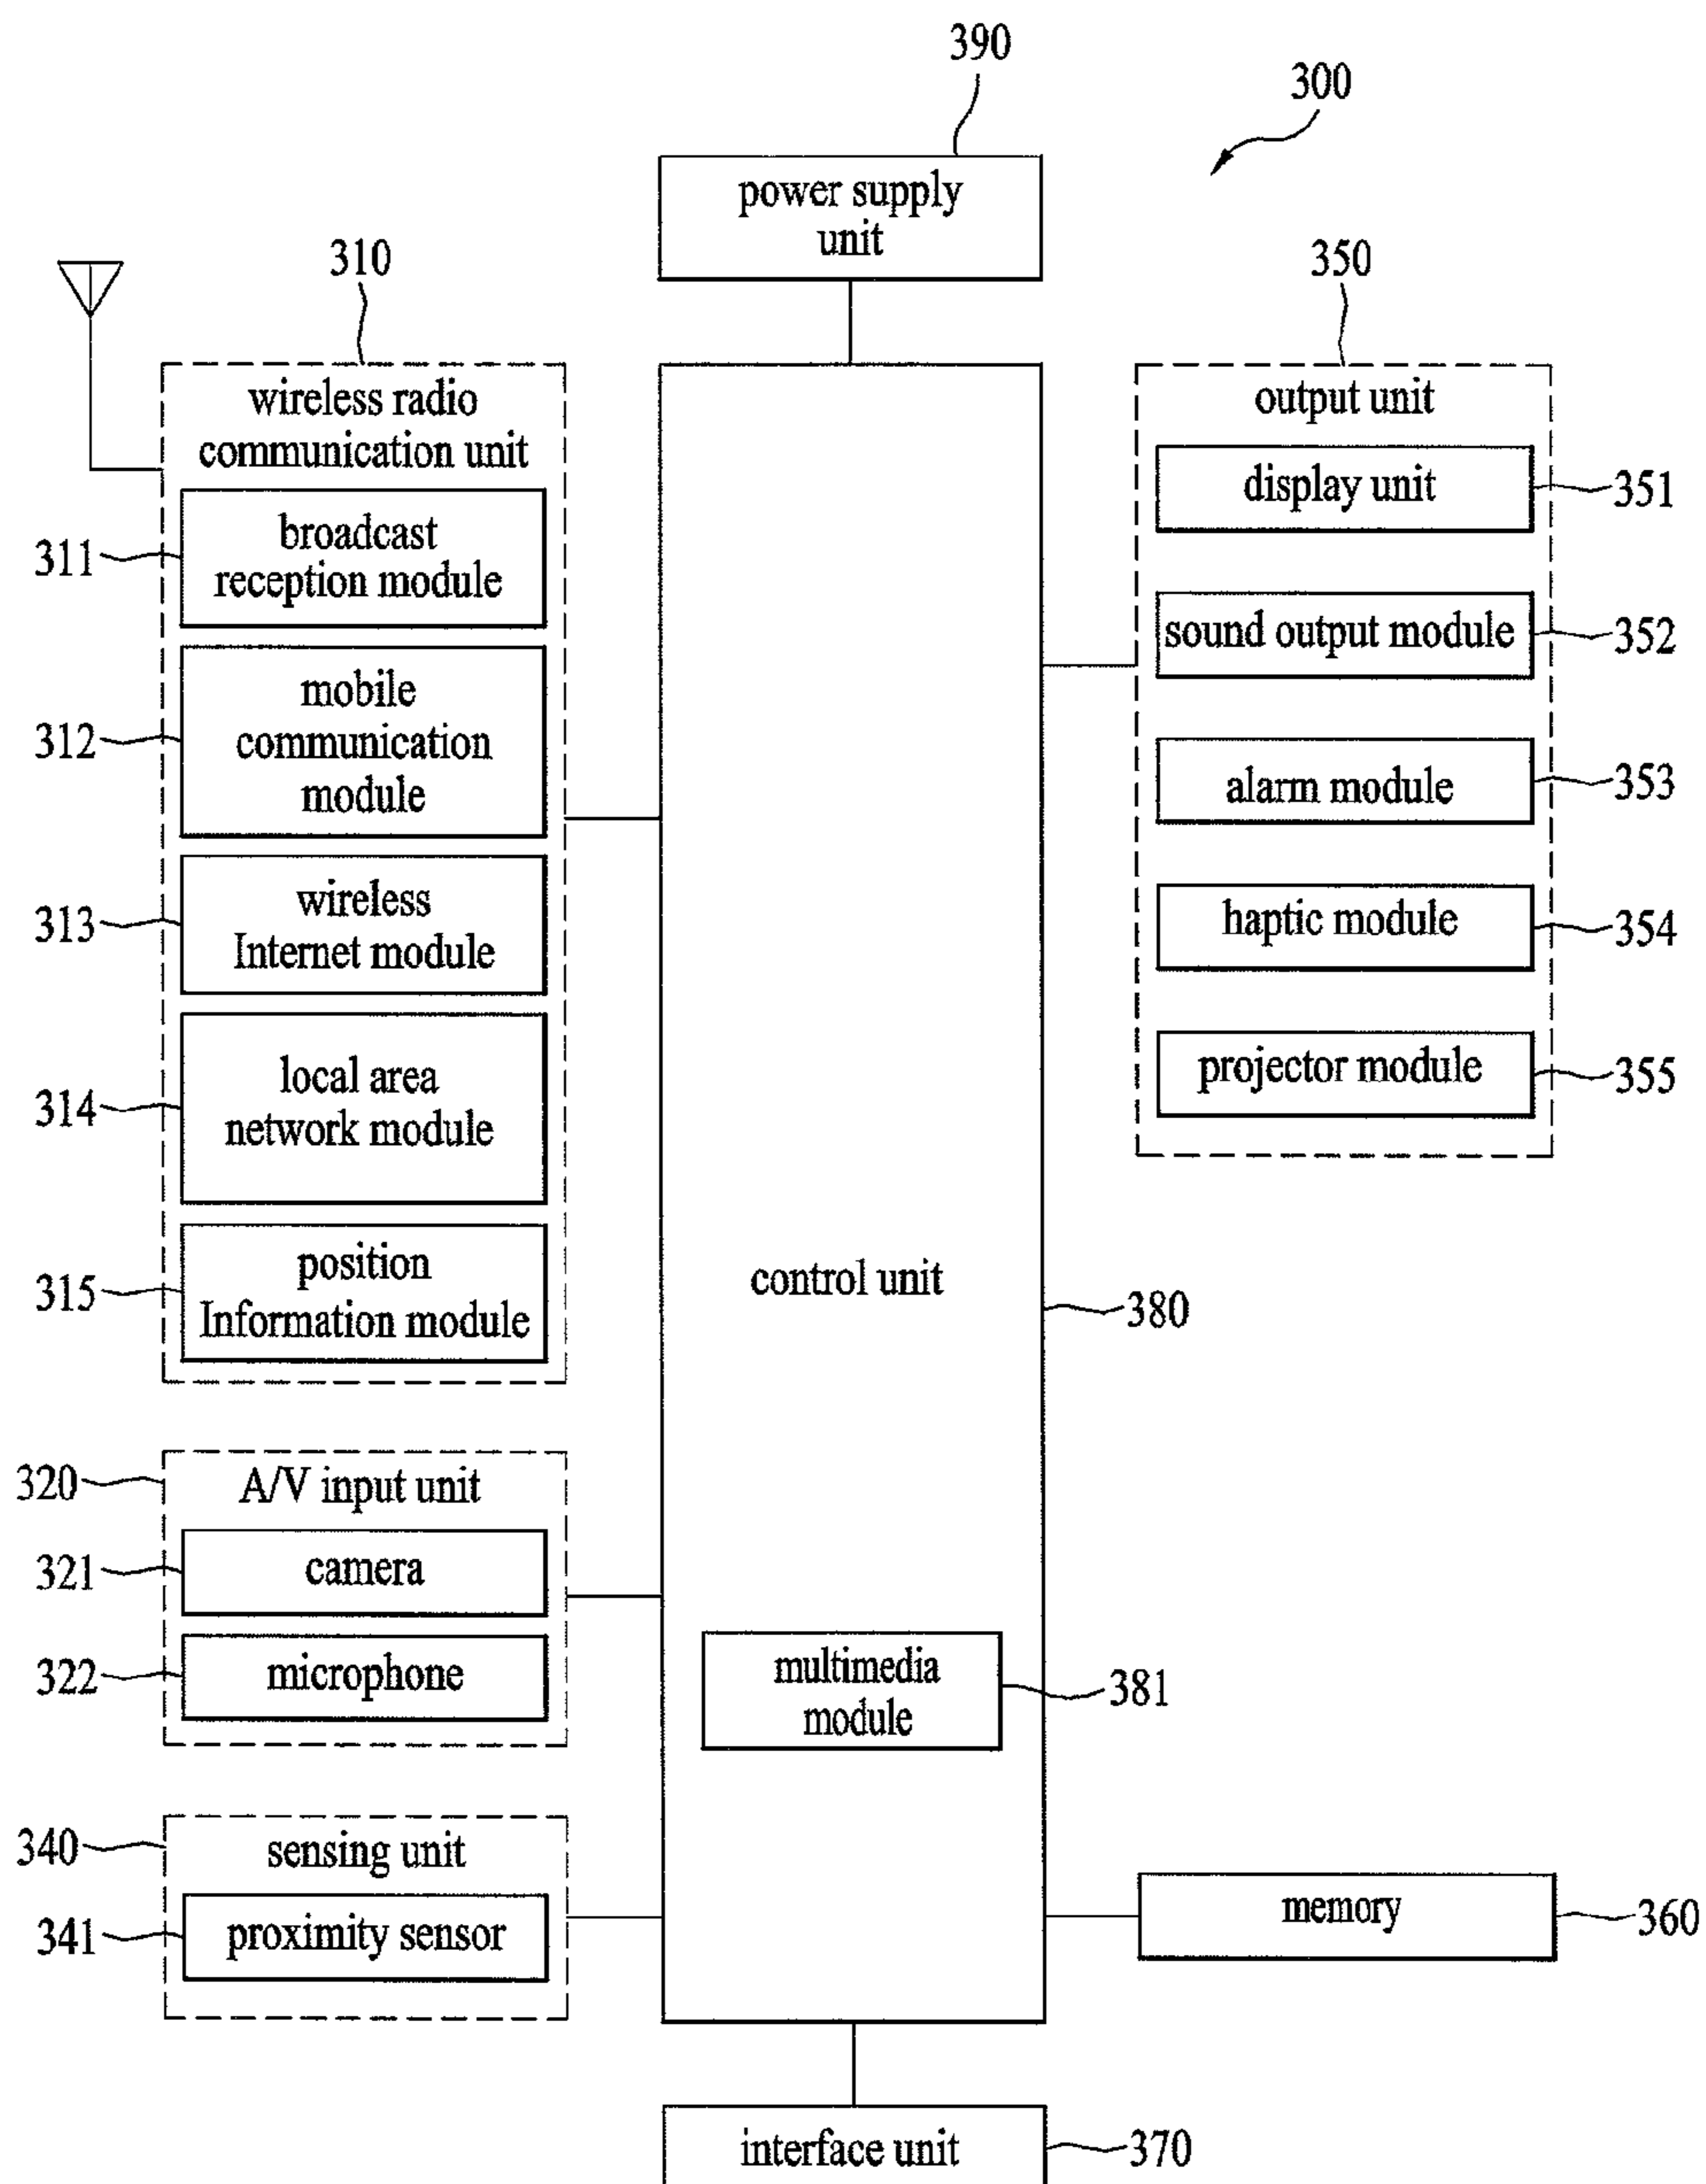 390
300
power supply
unit
310
350
wireless radio
communication unit
output unit
311
broadcast
reception module
display unit
351
312
mobile
communication
module
sound output module
352
313
wireless
Internet module
alarm module
353
314
local area
network module
haptic module
354
315
position
Information module
projector module
355
control unit
380
320
A/V input unit
321
camera
322
microphone
multimedia
module
381
340
sensing unit
341
proximity sensor
memory
360
interface unit
370